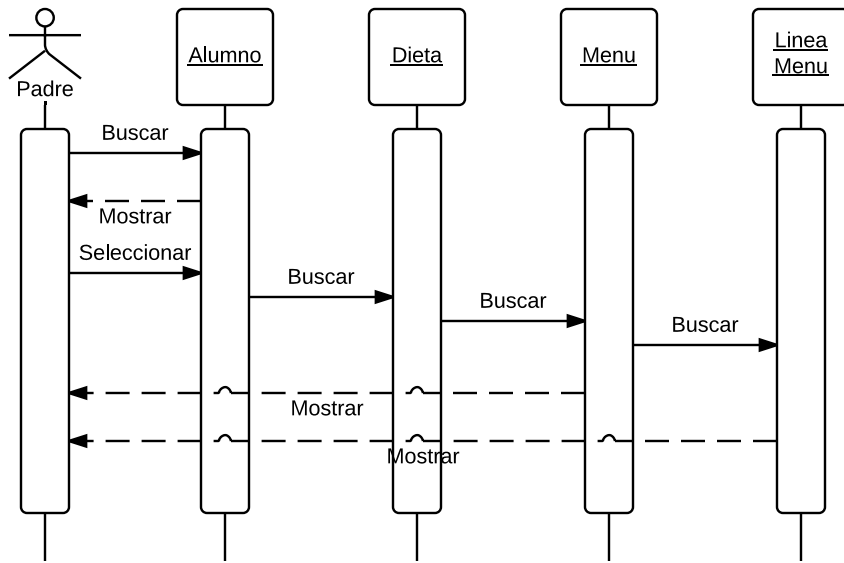 Padre
Alumno
Dieta
Menu
Linea
Menu
Buscar
Mostrar
Seleccionar
Buscar
Buscar
Buscar
Mostrar
Mostrar